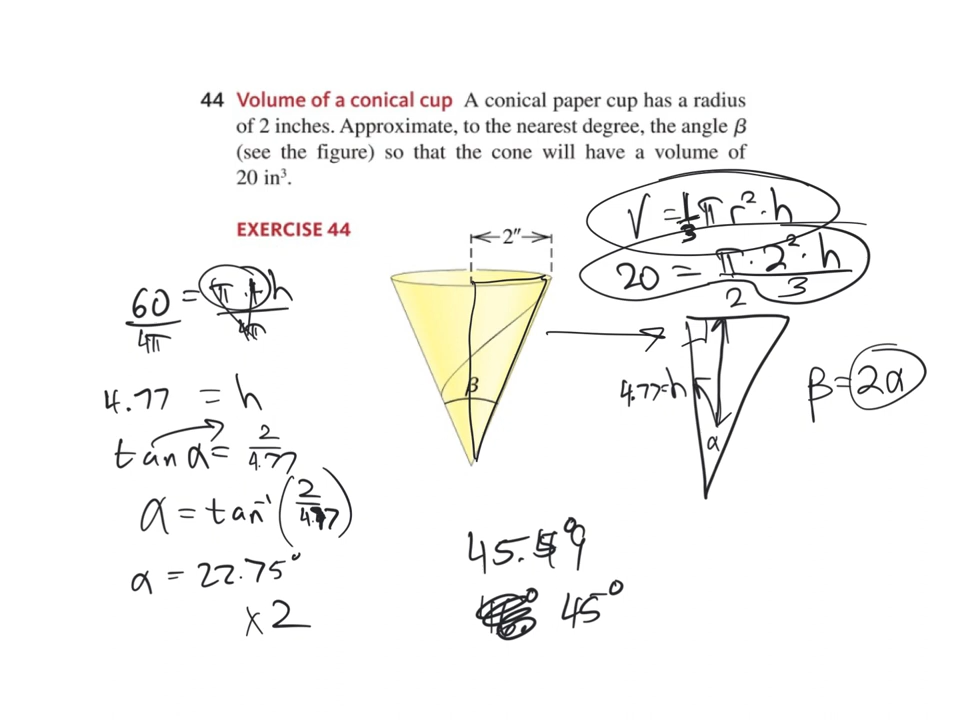 44 Volume of a conical cup A conical paper cup has a radius
of 2 inches. Approximate, to the nearest degree, the angle β
(see the figure) so that the cone will have a volume of
20 in³.
EXERCISE 44
2″
β
V = 1/3 π r² · h
20 = π · 2² · h / 3
60/4π = π · 4 h / 4π
4.77 = h
tan α = 2/4.77
α = tan⁻¹ (2/4.77)
α = 22.75°
x 2
2
4.77=h
α
β = 2α
45.49°
45°